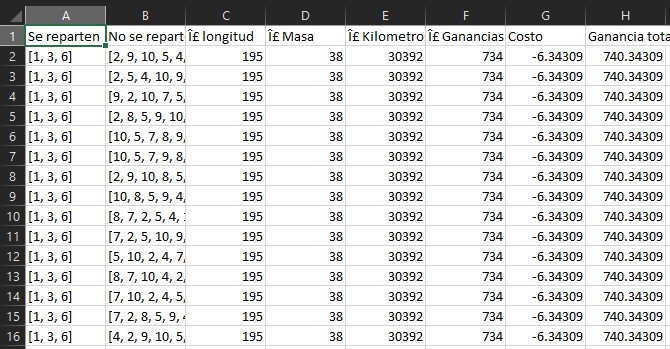 A B C D E F G H
1 Se reparten No se repart Î£ longitud Î£ Masa Î£ Kilometro Î£ Ganancias Costo Ganancia tota
2 [1, 3, 6] [2, 9, 10, 5, 4, 195 38 30392 734 -6.34309 740.34309
3 [1, 3, 6] [2, 5, 4, 10, 9, 195 38 30392 734 -6.34309 740.34309
4 [1, 3, 6] [9, 2, 10, 7, 5, 195 38 30392 734 -6.34309 740.34309
5 [1, 3, 6] [2, 8, 5, 9, 10, 195 38 30392 734 -6.34309 740.34309
6 [1, 3, 6] [10, 5, 7, 8, 9, 195 38 30392 734 -6.34309 740.34309
7 [1, 3, 6] [10, 5, 7, 9, 8, 195 38 30392 734 -6.34309 740.34309
8 [1, 3, 6] [2, 9, 10, 8, 5, 195 38 30392 734 -6.34309 740.34309
9 [1, 3, 6] [10, 8, 5, 9, 4, 195 38 30392 734 -6.34309 740.34309
10 [1, 3, 6] [8, 7, 2, 5, 4, 195 38 30392 734 -6.34309 740.34309
11 [1, 3, 6] [7, 2, 5, 10, 9, 195 38 30392 734 -6.34309 740.34309
12 [1, 3, 6] [5, 10, 2, 4, 7, 195 38 30392 734 -6.34309 740.34309
13 [1, 3, 6] [8, 7, 10, 4, 2, 195 38 30392 734 -6.34309 740.34309
14 [1, 3, 6] [7, 10, 2, 4, 5, 195 38 30392 734 -6.34309 740.34309
15 [1, 3, 6] [7, 2, 8, 5, 9, 195 38 30392 734 -6.34309 740.34309
16 [1, 3, 6] [4, 2, 9, 10, 5, 195 38 30392 734 -6.34309 740.34309